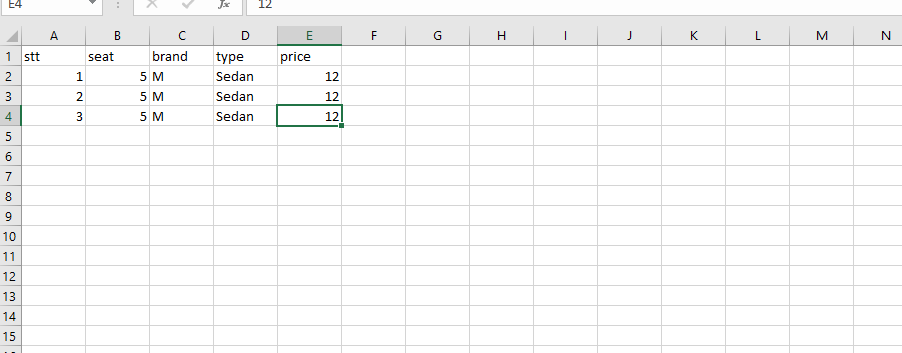 E4 fx 12
A B C D E F G H I J K L M N
1 stt seat brand type price
2 1 5 M Sedan 12
3 2 5 M Sedan 12
4 3 5 M Sedan 12
5
6
7
8
9
10
11
12
13
14
15